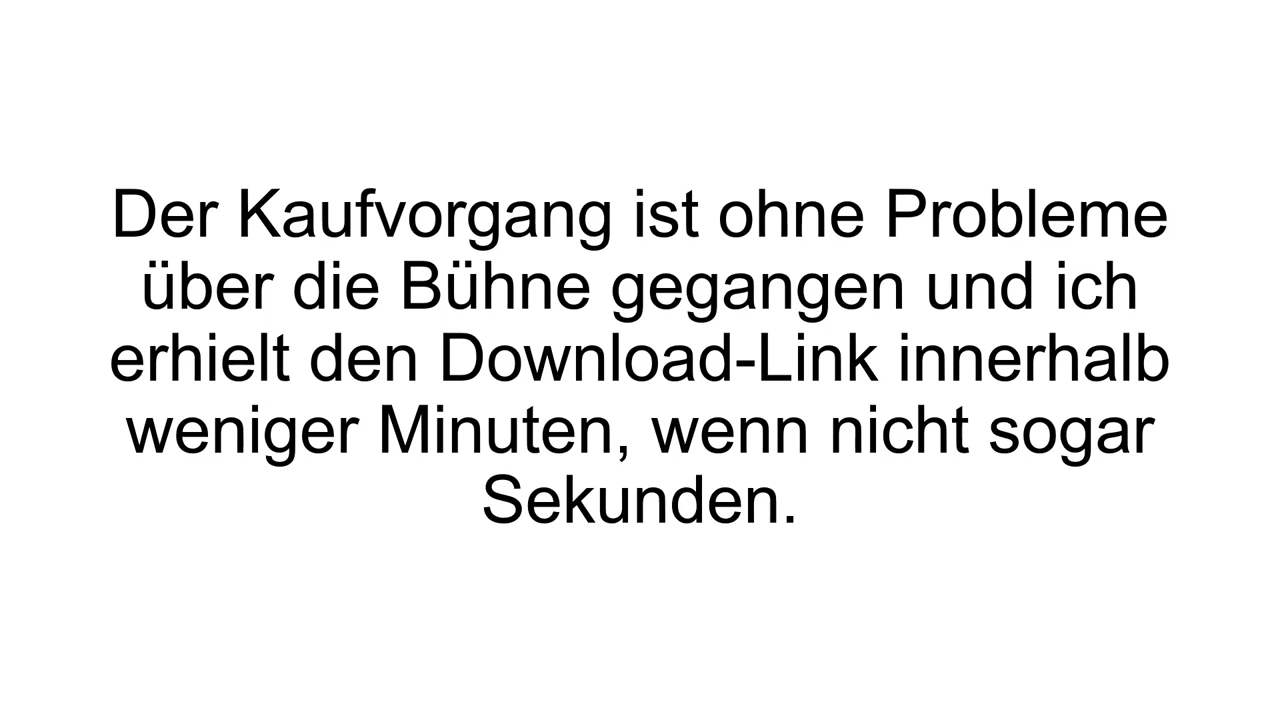 Der Kaufvorgang ist ohne Probleme
über die Bühne gegangen und ich
erhielt den Download-Link innerhalb
weniger Minuten, wenn nicht sogar
Sekunden.